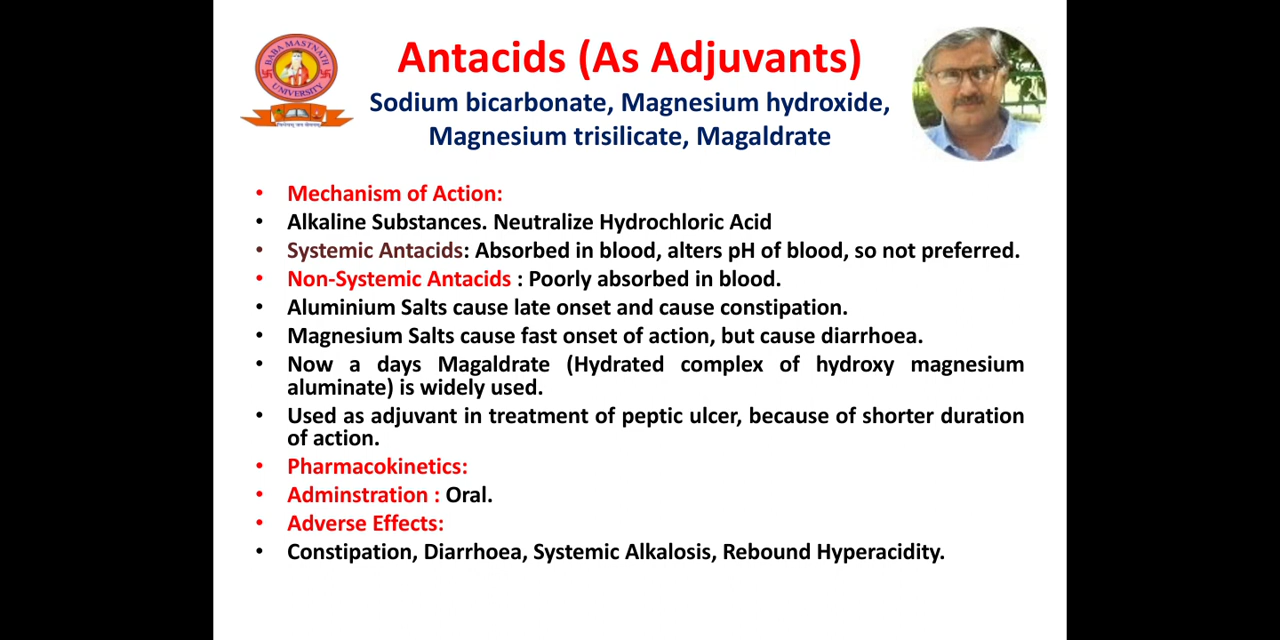 Antacids (As Adjuvants)
Sodium bicarbonate, Magnesium hydroxide,
Magnesium trisilicate, Magaldrate
BABA MASTNATH
UNIVERSITY
• Mechanism of Action:
• Alkaline Substances. Neutralize Hydrochloric Acid
• Systemic Antacids: Absorbed in blood, alters pH of blood, so not preferred.
• Non-Systemic Antacids : Poorly absorbed in blood.
• Aluminium Salts cause late onset and cause constipation.
• Magnesium Salts cause fast onset of action, but cause diarrhoea.
• Now a days Magaldrate (Hydrated complex of hydroxy magnesium
aluminate) is widely used.
• Used as adjuvant in treatment of peptic ulcer, because of shorter duration
of action.
• Pharmacokinetics:
• Adminstration : Oral.
• Adverse Effects:
• Constipation, Diarrhoea, Systemic Alkalosis, Rebound Hyperacidity.